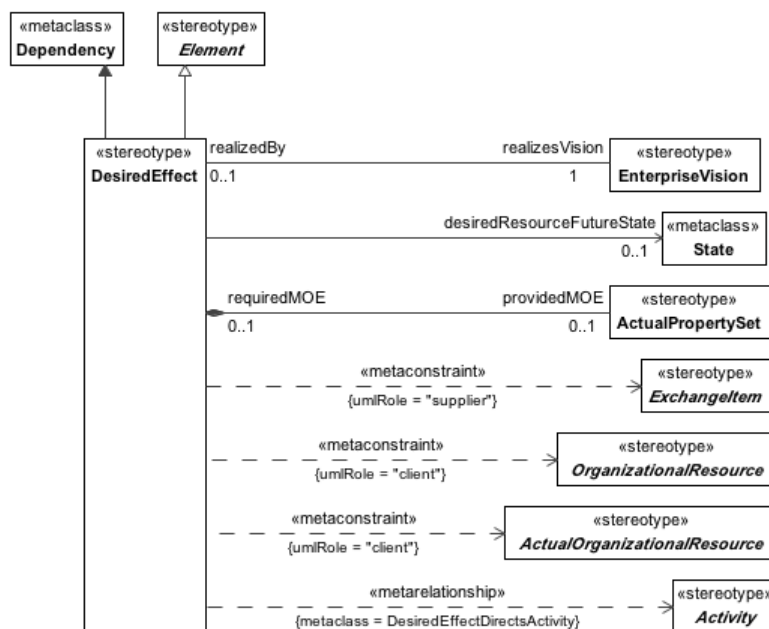 «metaclass»
Dependency
«stereotype»
Element
«stereotype»
DesiredEffect
realizedBy
realizesVision
0..1
1
«stereotype»
EnterpriseVision
desiredResourceFutureState
0..1
«metaclass»
State
requiredMOE
providedMOE
0..1
0..1
«stereotype»
ActualPropertySet
«metaconstraint»
{umlRole = "supplier"}
«stereotype»
ExchangeItem
«metaconstraint»
{umlRole = "client"}
«stereotype»
OrganizationalResource
«metaconstraint»
{umlRole = "client"}
«stereotype»
ActualOrganizationalResource
«metarelationship»
{metaclass = DesiredEffectDirectsActivity}
«stereotype»
Activity